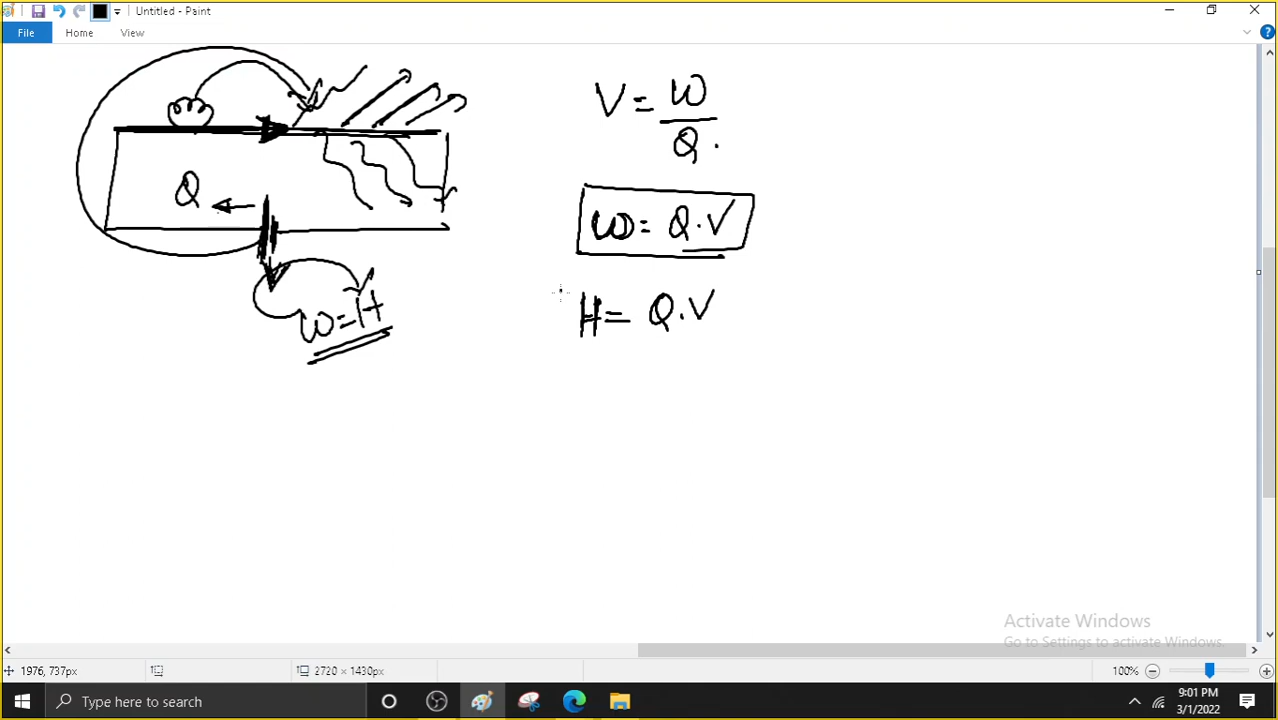 Untitled - Paint
File Home View
V = W
Q
Q
W = Q.V
W = H
H = Q.V
Activate Windows
Go to Settings to activate Windows.
1976, 737px
2720 × 1430px
100%
Type here to search
9:01 PM
3/1/2022